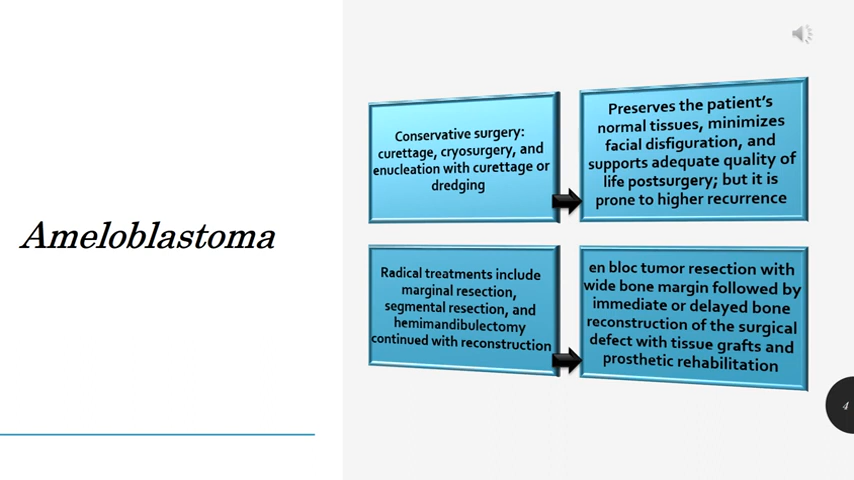 Ameloblastoma
Conservative surgery:
curettage, cryosurgery, and
enucleation with curettage or
dredging
Preserves the patient's
normal tissues, minimizes
facial disfiguration, and
supports adequate quality of
life postsurgery; but it is
prone to higher recurrence
Radical treatments include
marginal resection,
segmental resection, and
hemimandibulectomy
continued with reconstruction
en bloc tumor resection with
wide bone margin followed by
immediate or delayed bone
reconstruction of the surgical
defect with tissue grafts and
prosthetic rehabilitation
4